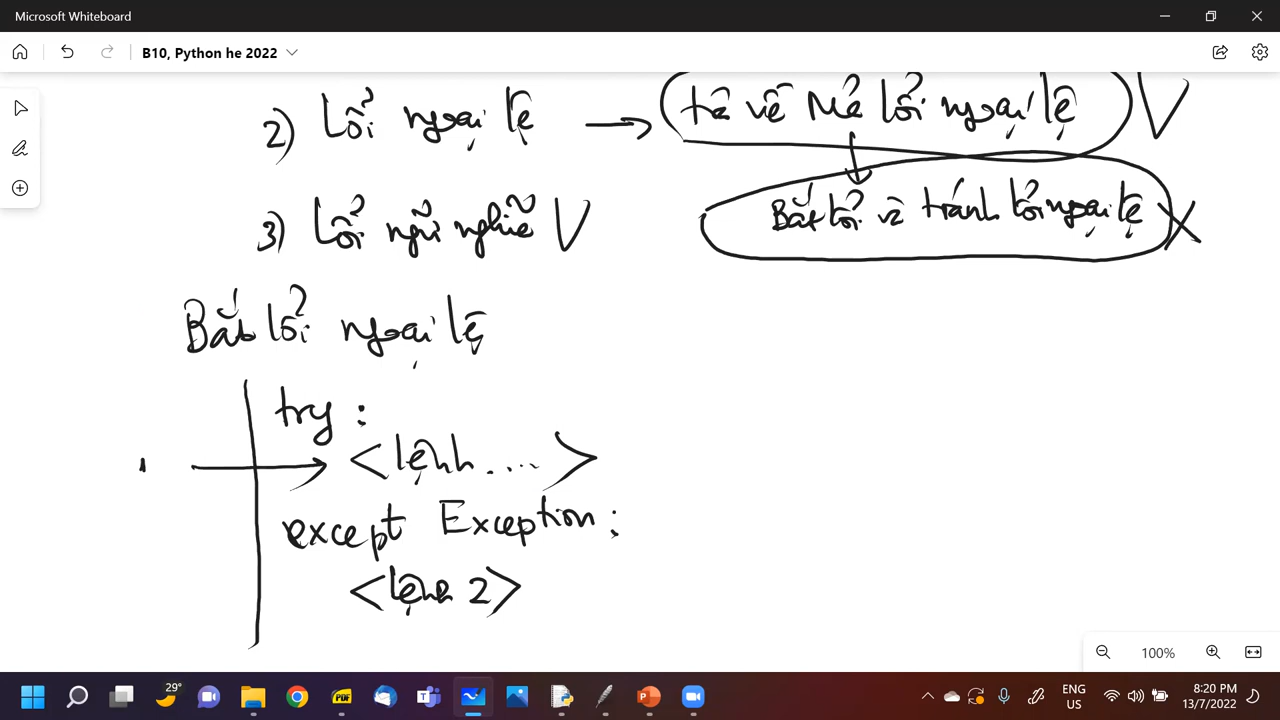 Microsoft Whiteboard
B10, Python he 2022
2) Lỗi ngoại lệ → trả về Mã lỗi ngoại lệ V
Bắt lỗi và tránh lỗi ngoại lệ X
3) Lỗi ngữ nghĩa V
Bắt lỗi ngoại lệ
try :
<lệnh ....>
except Exception :
<lệnh 2>
100%
29°
ENG
US
8:20 PM
13/7/2022